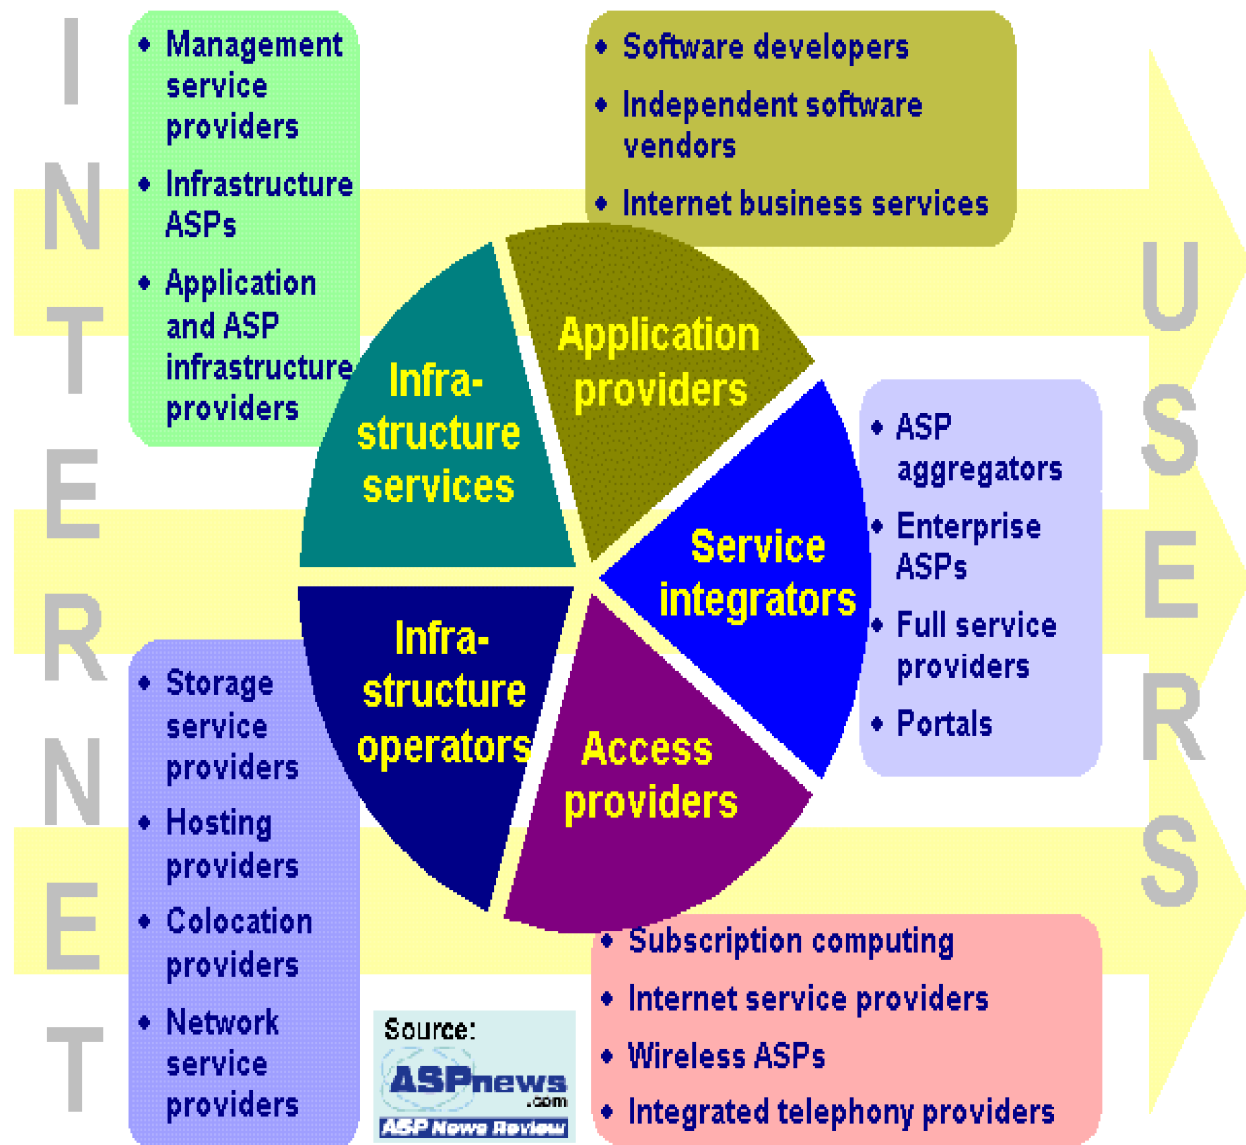 INTERNET
• Management
service
providers
• Infrastructure
ASPs
• Application
and ASP
infrastructure
providers
• Software developers
• Independent software
vendors
• Internet business services
Infra-
structure
services
Application
providers
Service
integrators
Infra-
structure
operators
Access
providers
• ASP
aggregators
• Enterprise
ASPs
• Full service
providers
• Portals
• Storage
service
providers
• Hosting
providers
• Colocation
providers
• Network
service
providers
• Subscription computing
• Internet service providers
• Wireless ASPs
• Integrated telephony providers
Source:
ASPnews
.com
ASP News Review
USERS